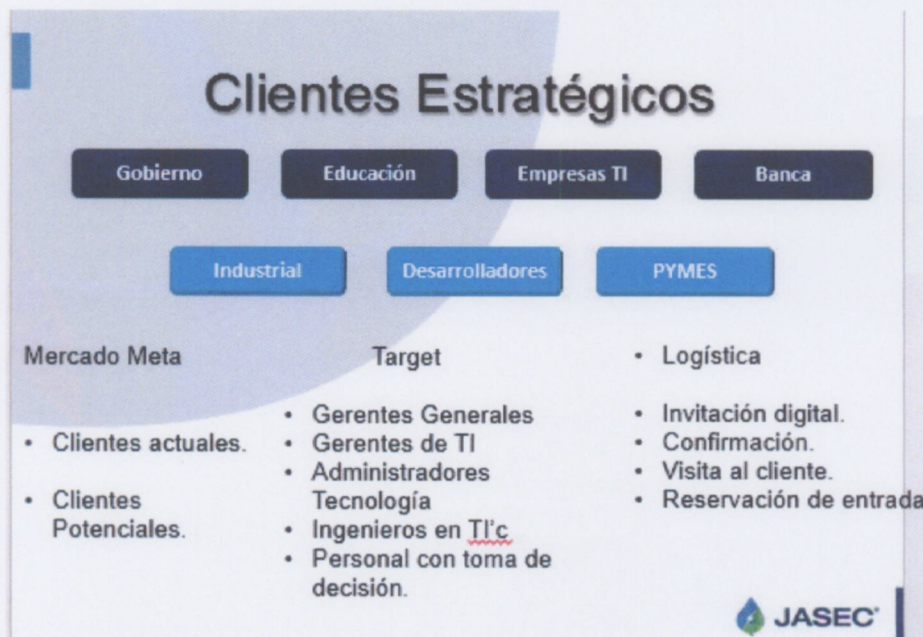 Clientes Estratégicos
Gobierno
Educación
Empresas TI
Banca
Industrial
Desarrolladores
PYMES
Mercado Meta
• Clientes actuales.
• Clientes
Potenciales.
Target
• Gerentes Generales
• Gerentes de TI
• Administradores
Tecnología
• Ingenieros en TI'c
• Personal con toma de
decisión.
• Logística
• Invitación digital.
• Confirmación.
• Visita al cliente.
• Reservación de entrada
JASEC